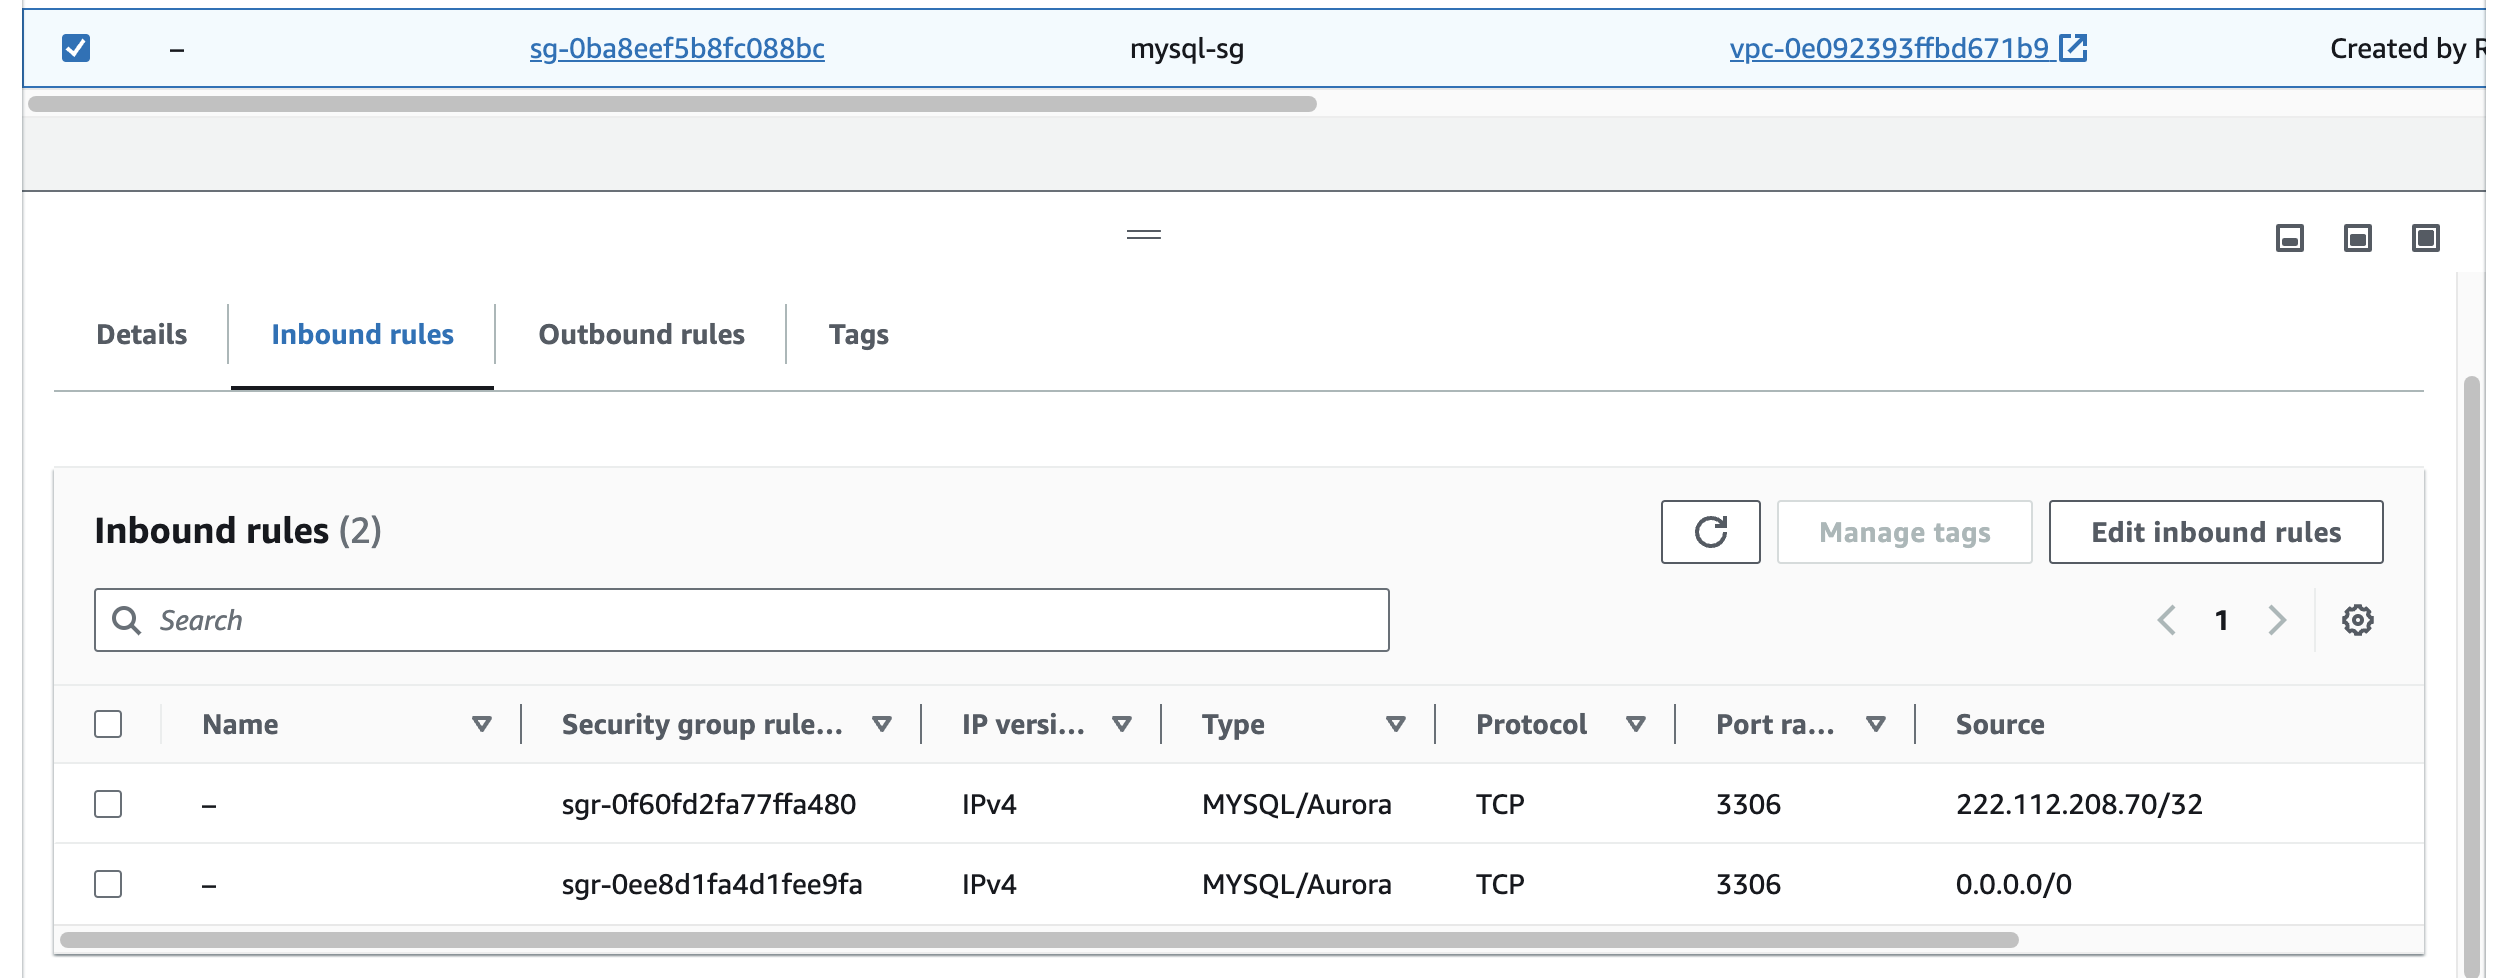 – sg-0ba8eef5b8fc088bc mysql-sg vpc-0e092393ffbd671b9 Created by R
Details Inbound rules Outbound rules Tags
Inbound rules (2) Manage tags Edit inbound rules
Search 1
Name Security group rule... IP versi... Type Protocol Port ra... Source
– sgr-0f60fd2fa77ffa480 IPv4 MYSQL/Aurora TCP 3306 222.112.208.70/32
– sgr-0ee8d1fa4d1fee9fa IPv4 MYSQL/Aurora TCP 3306 0.0.0.0/0